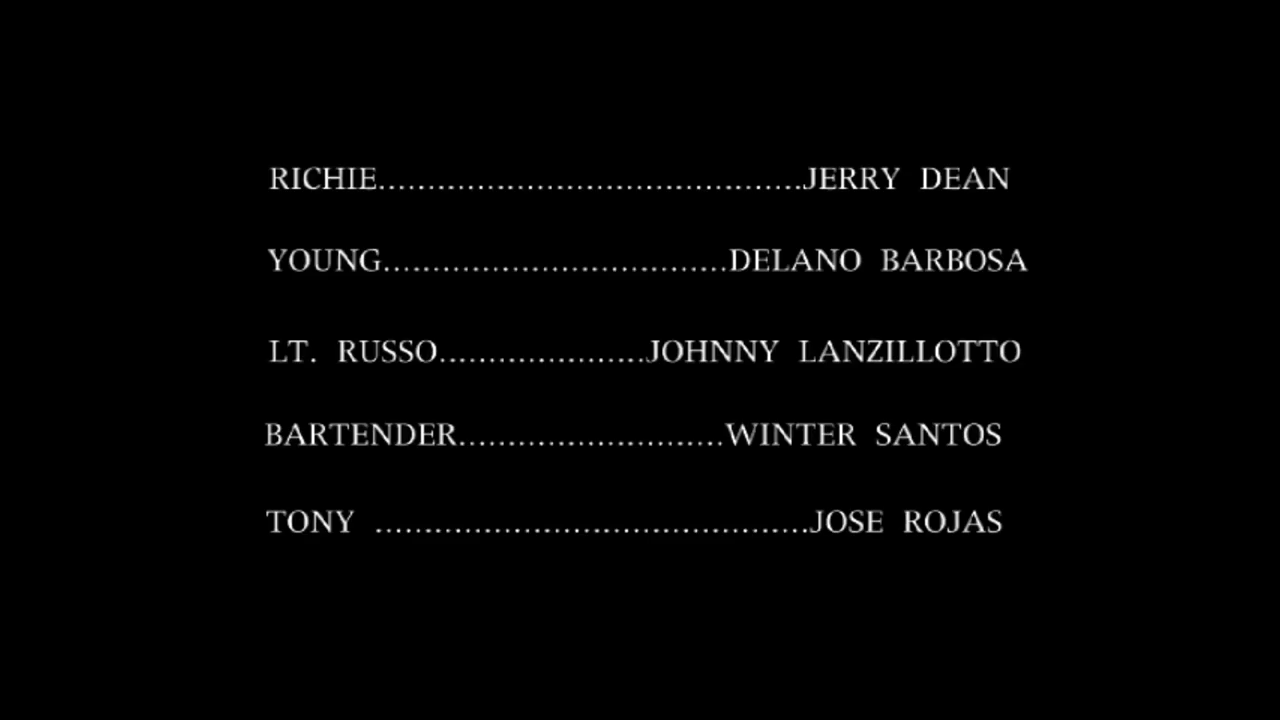 RICHIE...........................................JERRY DEAN
YOUNG...................................DELANO BARBOSA
LT. RUSSO.....................JOHNNY LANZILLOTTO
BARTENDER...........................WINTER SANTOS
TONY ............................................JOSE ROJAS